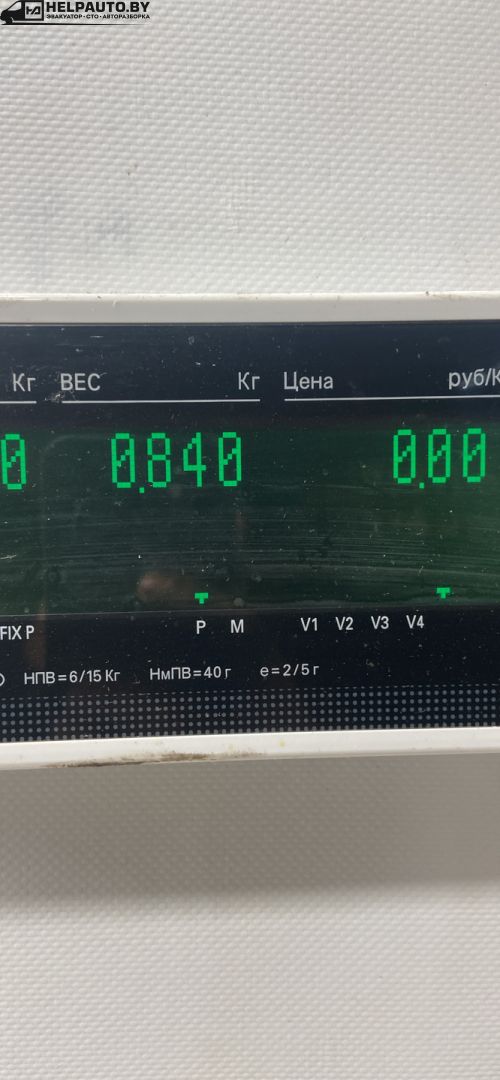 HELPAUTO.BY
ЭВАКУАТОР • СТО • АВТОРАЗБОРКА
Кг ВЕС Кг Цена руб/К
0 0.840 0.00
FIX P P M V1 V2 V3 V4
НПВ=6/15 Кг НмПВ=40 г e=2/5 г